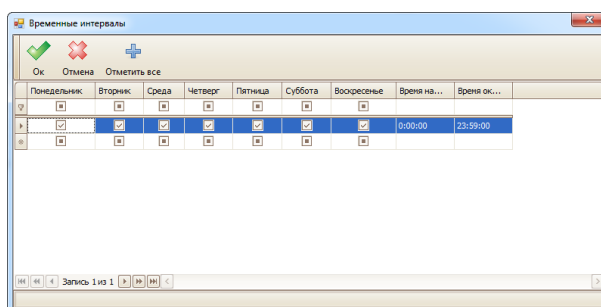 Временные интервалы
Ок Отмена Отметить все
Понедельник Вторник Среда Четверг Пятница Суббота Воскресенье Время на... Время ок...
0:00:00 23:59:00
Запись 1 из 1